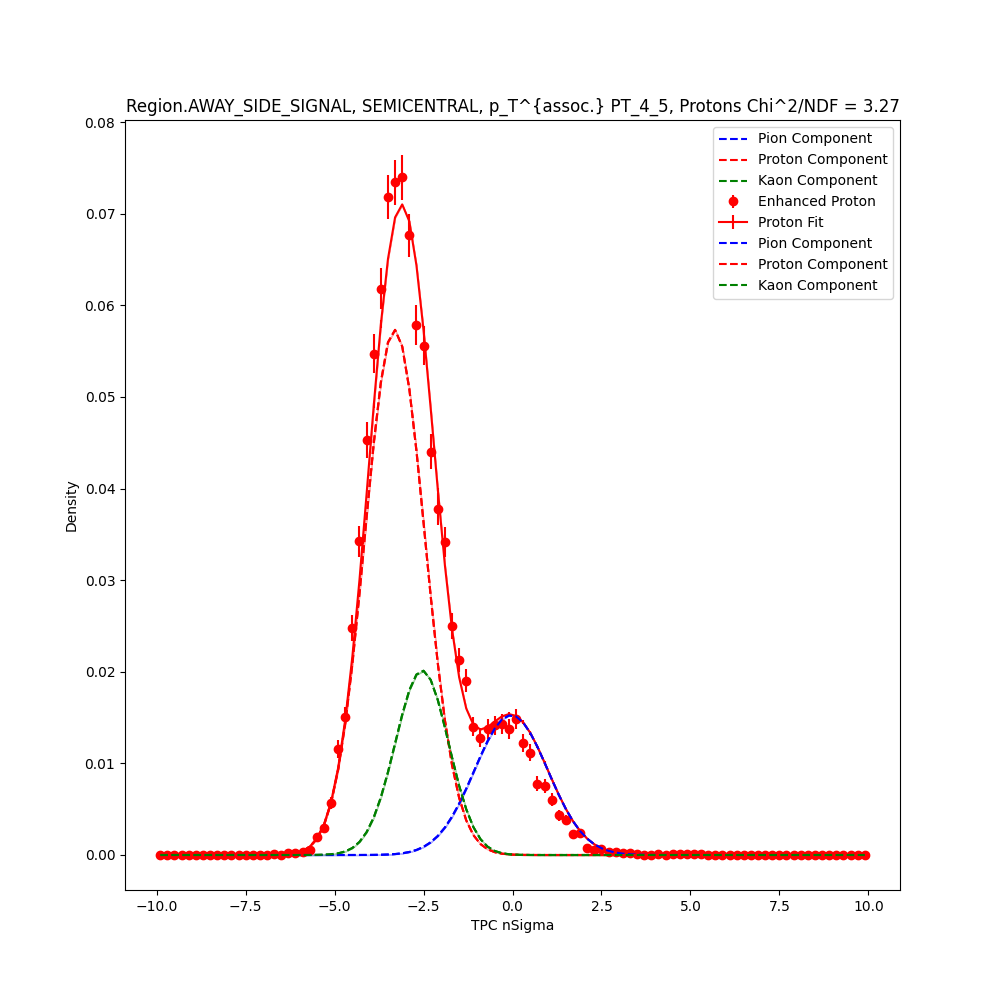 Region.AWAY_SIDE_SIGNAL, SEMICENTRAL, p_T^{assoc.} PT_4_5, Protons Chi^2/NDF = 3.27
Pion Component
Proton Component
Kaon Component
Enhanced Proton
Proton Fit
Pion Component
Proton Component
Kaon Component
0.08
0.07
0.06
0.05
0.04
0.03
0.02
0.01
0.00
Density
−10.0 −7.5 −5.0 −2.5 0.0 2.5 5.0 7.5 10.0
TPC nSigma